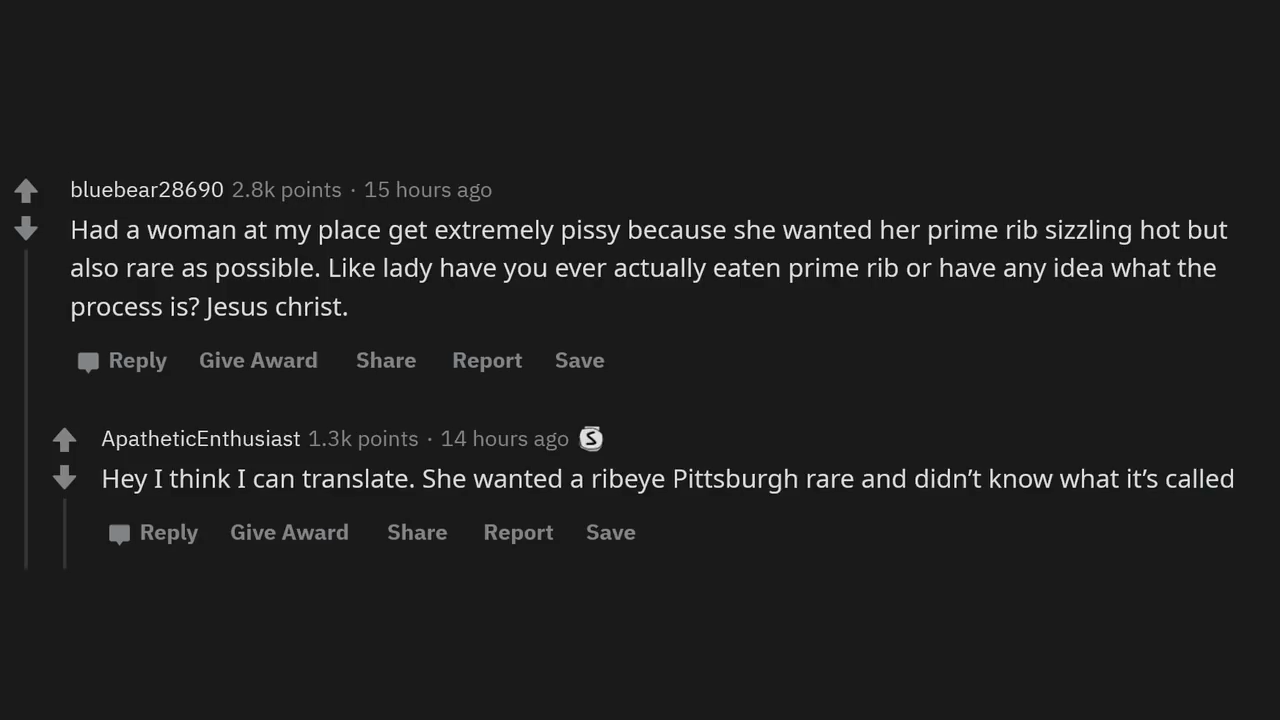 bluebear28690 2.8k points · 15 hours ago
Had a woman at my place get extremely pissy because she wanted her prime rib sizzling hot but
also rare as possible. Like lady have you ever actually eaten prime rib or have any idea what the
process is? Jesus christ.
Reply Give Award Share Report Save
ApatheticEnthusiast 1.3k points · 14 hours ago S
Hey I think I can translate. She wanted a ribeye Pittsburgh rare and didn’t know what it’s called
Reply Give Award Share Report Save